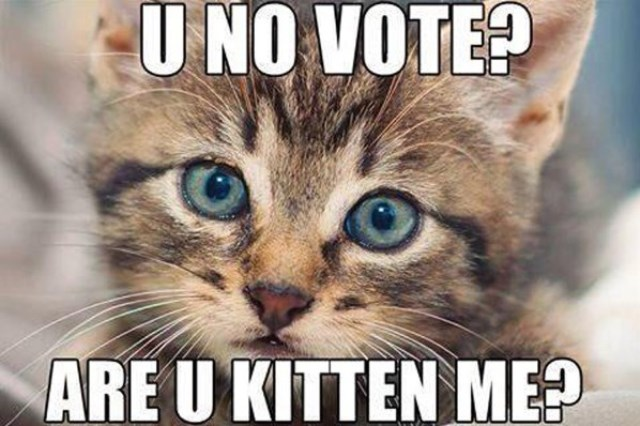 U NO VOTE?
ARE U KITTEN ME?